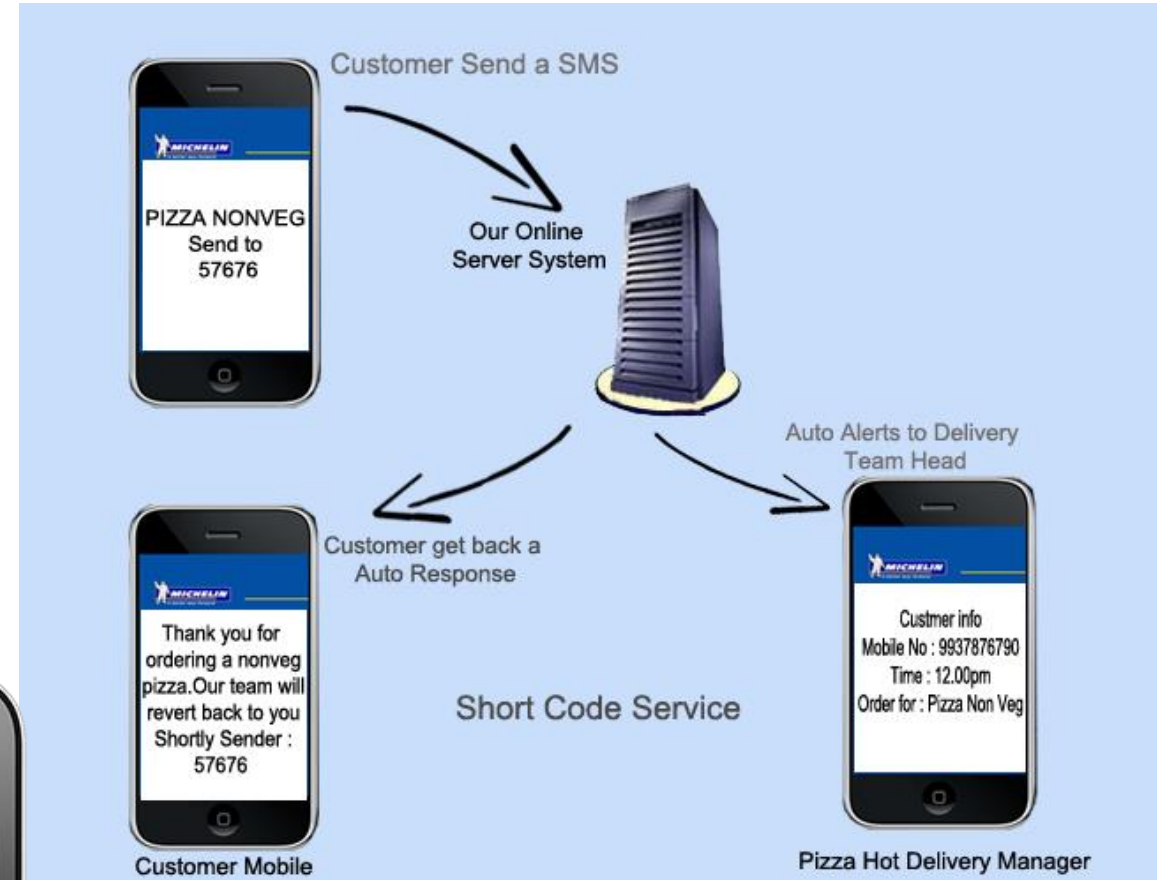 Customer Send a SMS
MICHELIN
PIZZA NONVEG
Send to
57676
Our Online
Server System
Auto Alerts to Delivery
Team Head
Customer get back a
Auto Response
MICHELIN
Thank you for
ordering a nonveg
pizza.Our team will
revert back to you
Shortly Sender :
57676
Customer Mobile
MICHELIN
Custmer info
Mobile No : 9937876790
Time : 12.00pm
Order for : Pizza Non Veg
Short Code Service
Pizza Hot Delivery Manager